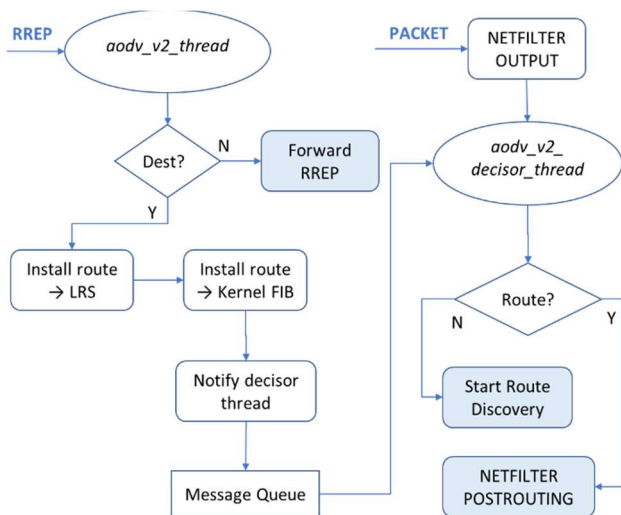 RREP
aodv_v2_thread
Dest?
N
Forward
RREP
Y
Install route
→ LRS
Install route
→ Kernel FIB
Notify decisor
thread
Message Queue
PACKET
NETFILTER
OUTPUT
aodv_v2_
decisor_thread
Route?
N
Y
Start Route
Discovery
NETFILTER
POSTROUTING